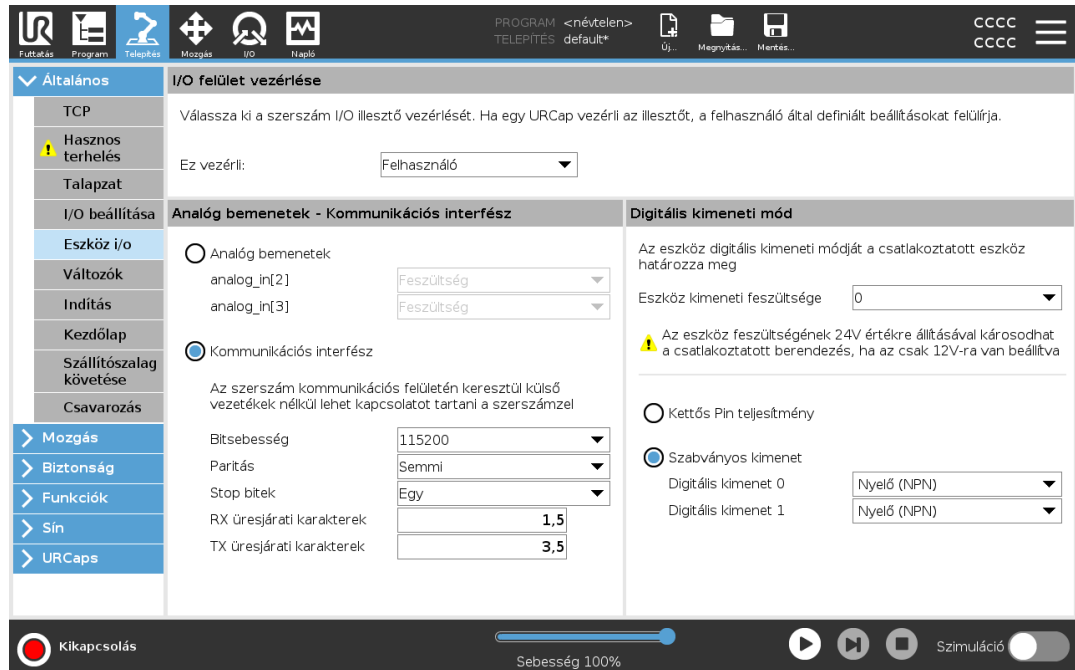 PROGRAM <névtelen>
TELEPÍTÉS default*
CCCC
CCCC
Futtatás Program Telepítés Mozgás I/O Napló Új... Megnyitás... Mentés...
Általános
TCP
Hasznos
terhelés
Talapzat
I/O beállítása
Eszköz i/o
Változók
Indítás
Kezdőlap
Szállítószalag
követése
Csavarozás
Mozgás
Biztonság
Funkciók
Sín
URCaps
I/O felület vezérlése
Válassza ki a szerszám I/O illesztő vezérlését. Ha egy URCap vezérli az illesztőt, a felhasználó által definiált beállításokat felülírja.
Ez vezérli: Felhasználó
Analóg bemenetek - Kommunikációs interfész
Analóg bemenetek
analog_in[2] Feszültség
analog_in[3] Feszültség
Kommunikációs interfész
Az szerszám kommunikációs felületén keresztül külső
vezetékek nélkül lehet kapcsolatot tartani a szerszámzel
Bitsebesség 115200
Paritás Semmi
Stop bitek Egy
RX üresjárati karakterek 1,5
TX üresjárati karakterek 3,5
Digitális kimeneti mód
Az eszköz digitális kimeneti módját a csatlakoztatott eszköz
határozza meg
Eszköz kimeneti feszültsége 0
Az eszköz feszültségének 24V értékre állításával károsodhat
a csatlakoztatott berendezés, ha az csak 12V-ra van beállítva
Kettős Pin teljesítmény
Szabványos kimenet
Digitális kimenet 0 Nyelő (NPN)
Digitális kimenet 1 Nyelő (NPN)
Kikapcsolás
Sebesség 100%
Szimuláció